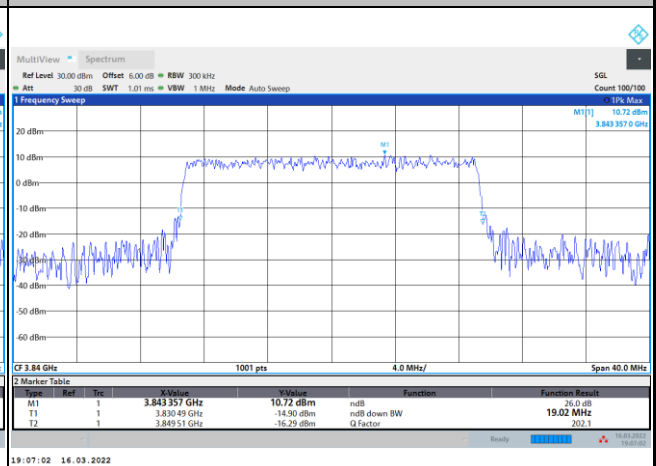 MultiView Spectrum
Ref Level 30.00 dBm Offset 6.00 dB RBW 300 kHz SGL
Att 30 dB SWT 1.01 ms VBW 1 MHz Mode Auto Sweep Count 100/100
1 Frequency Sweep 1Pk Max
M1[1] 10.72 dBm
3.843 357 0 GHz
M1
20 dBm
10 dBm
0 dBm
-10 dBm
-20 dBm
-30 dBm
-40 dBm
-50 dBm
-60 dBm
CF 3.84 GHz 1001 pts 4.0 MHz/ Span 40.0 MHz
2 Marker Table
Type Ref Trc X-Value Y-Value Function Function Result
M1 1 3.843 357 GHz 10.72 dBm ndB 26.0 dB
T1 1 3.830 49 GHz -14.90 dBm ndB down BW 19.02 MHz
T2 1 3.849 51 GHz -16.29 dBm Q Factor 202.1
Ready 16.03.2022
19:07:02
19:07:02 16.03.2022